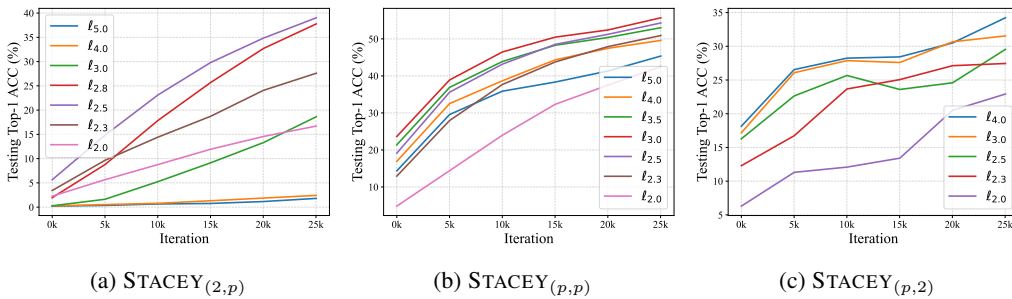 Testing Top-1 ACC (%)
40
35
30
25
20
15
10
5
0
ℓ5.0
ℓ4.0
ℓ3.0
ℓ2.8
ℓ2.5
ℓ2.3
ℓ2.0
0k 5k 10k 15k 20k 25k
Iteration
(a) STACEY(2,p)
Testing Top-1 ACC (%)
50
40
30
20
10
ℓ5.0
ℓ4.0
ℓ3.5
ℓ3.0
ℓ2.5
ℓ2.3
ℓ2.0
0k 5k 10k 15k 20k 25k
Iteration
(b) STACEY(p,p)
Testing Top-1 ACC (%)
35
30
25
20
15
10
5
ℓ4.0
ℓ3.0
ℓ2.5
ℓ2.3
ℓ2.0
0k 5k 10k 15k 20k 25k
Iteration
(c) STACEY(p,2)